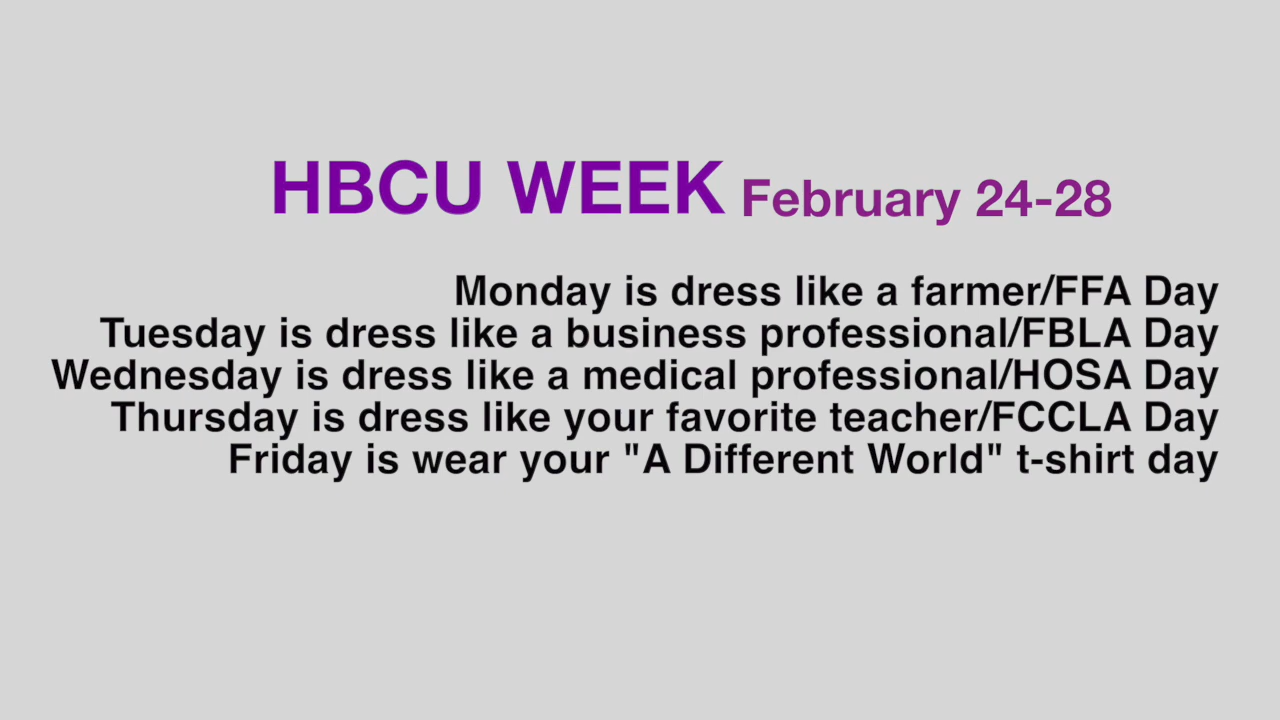 HBCU WEEK February 24-28
Monday is dress like a farmer/FFA Day
Tuesday is dress like a business professional/FBLA Day
Wednesday is dress like a medical professional/HOSA Day
Thursday is dress like your favorite teacher/FCCLA Day
Friday is wear your "A Different World" t-shirt day